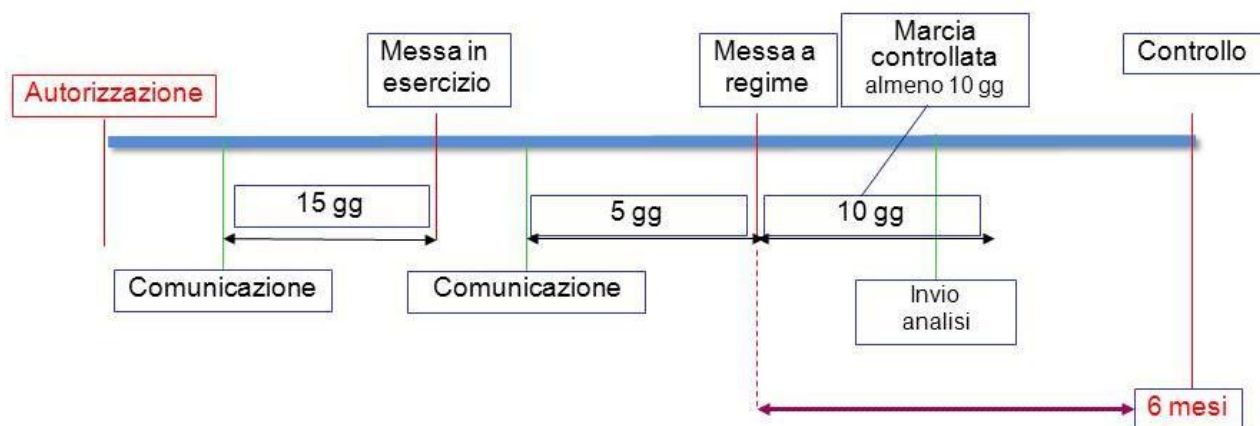 Autorizzazione
Messa in
esercizio
Messa a
regime
Marcia
controllata
almeno 10 gg
Controllo
15 gg
5 gg
10 gg
Comunicazione
Comunicazione
Invio
analisi
6 mesi